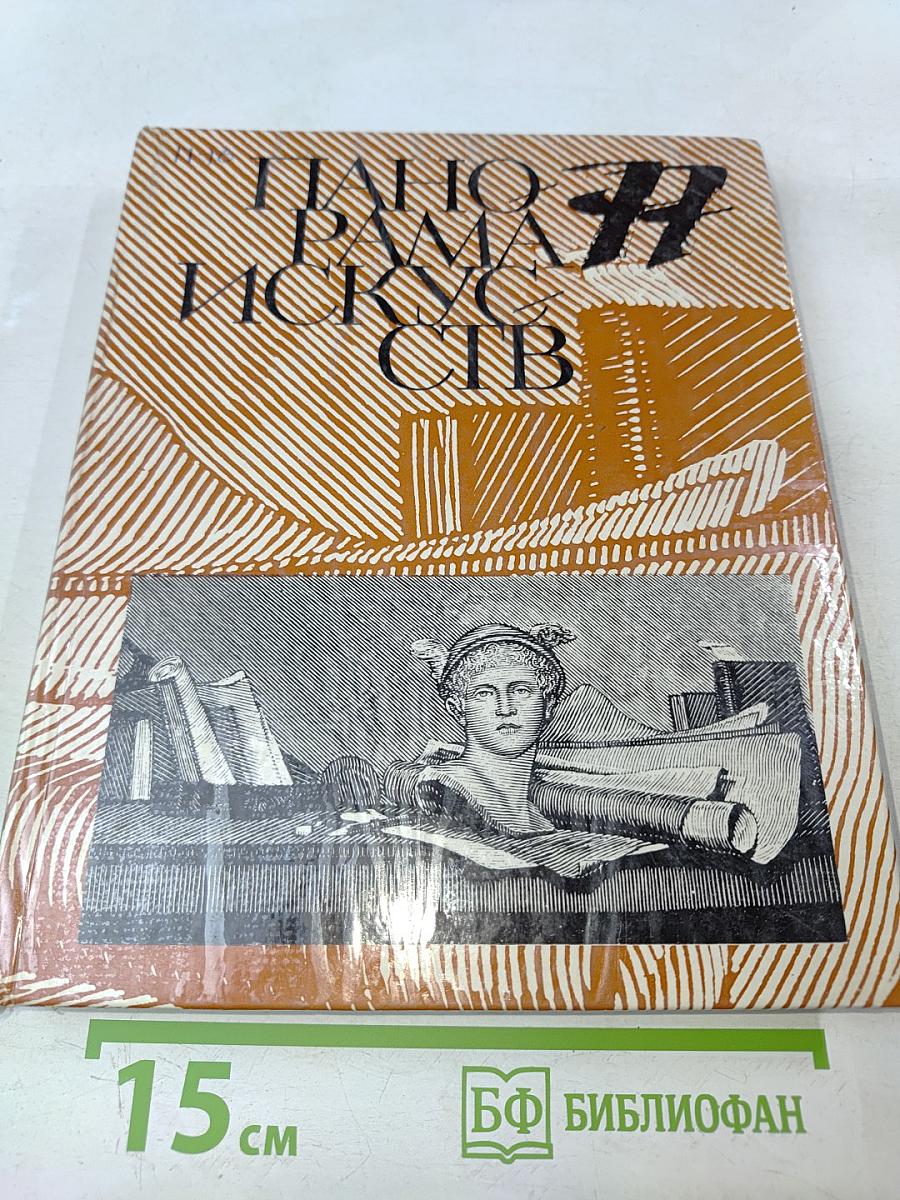 ПАНО-
РАМА
ИСКУС-
СТВ
77
15 см
БФ БИБЛИОФАН